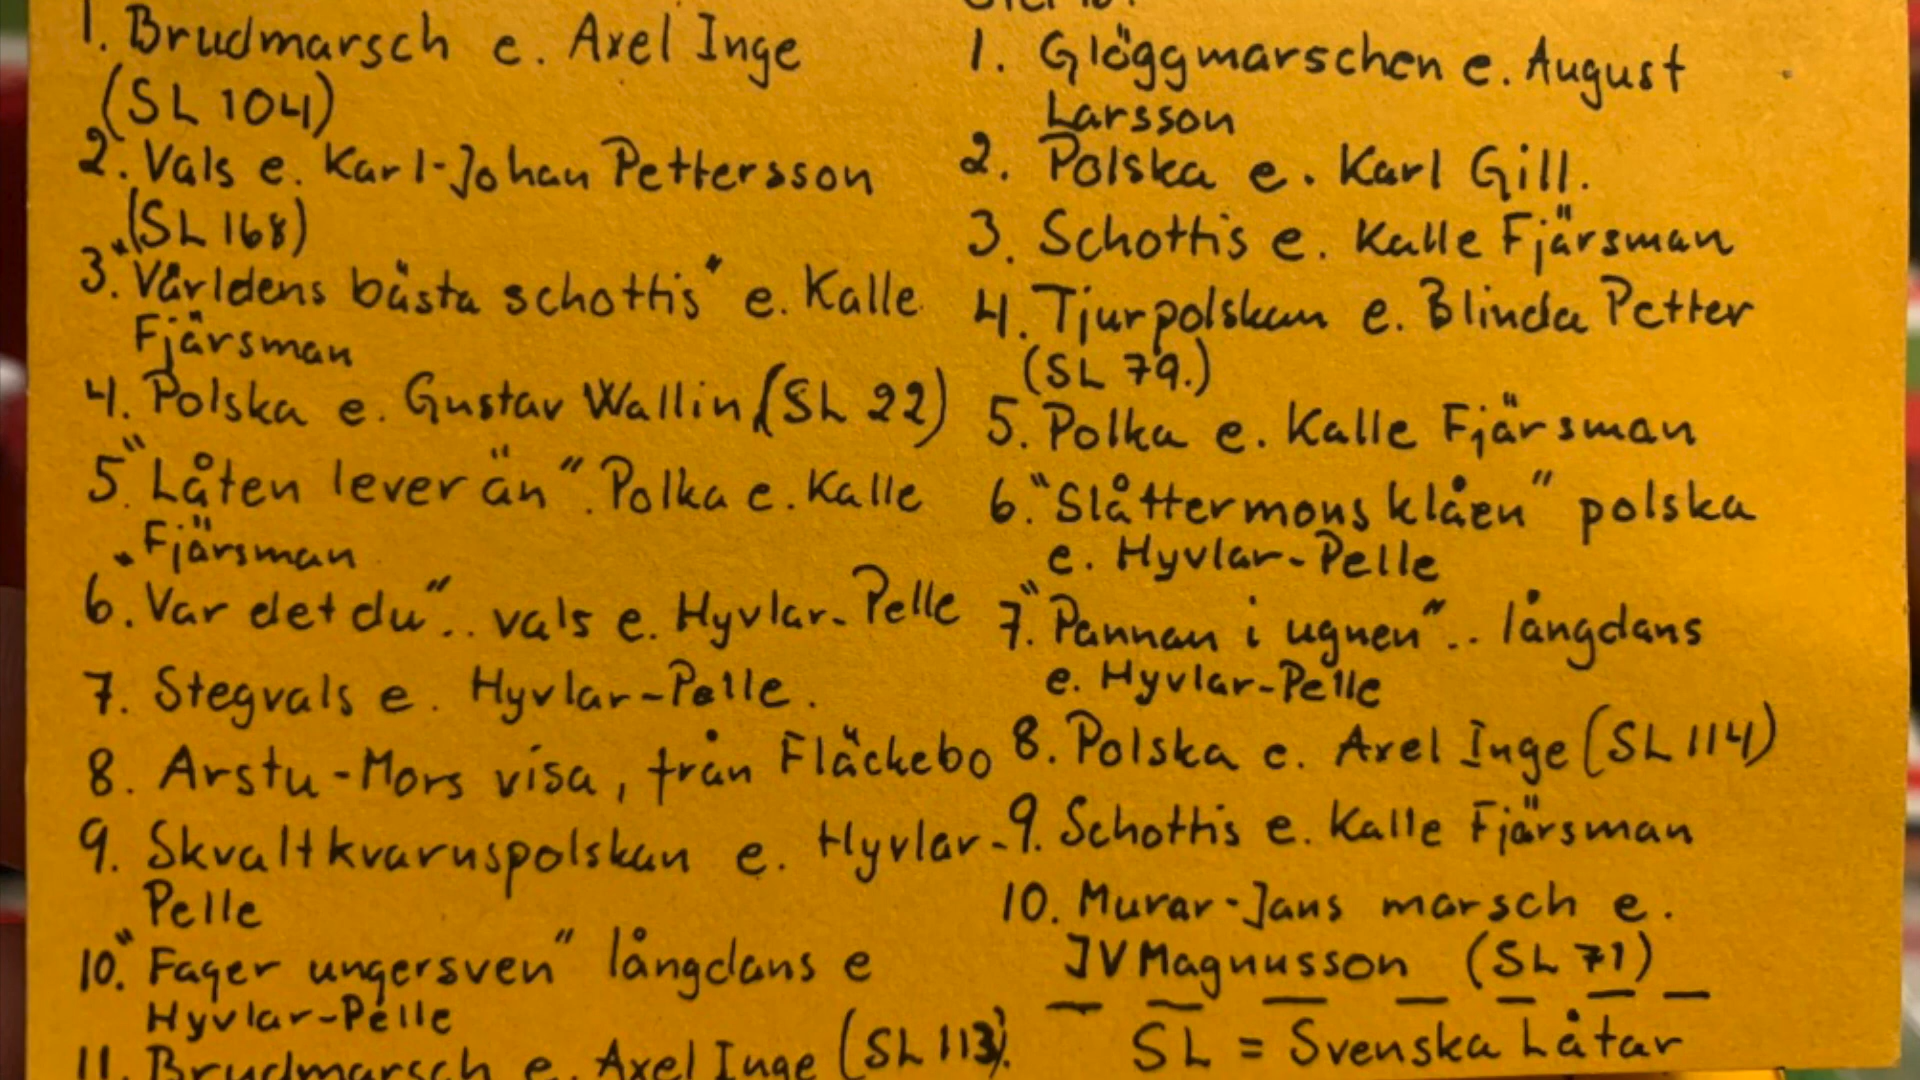 1. Brudmarsch e. Axel Inge
(SL 104)
2. Vals e. Karl-Johan Pettersson
(SL 168)
3. "Världens bästa schottis" e. Kalle
Fjärsman
4. Polska e. Gustav Wallin (SL 22)
5. "Låten lever än". Polka e. Kalle
Fjärsman
6. "Var det du".. vals e. Hyvlar-Pelle
7. Stegvals e. Hyvlar-Pelle.
8. Arstu-Mors visa, från Fläckebo
9. Skvaltkvarnspolskan e. Hyvlar-
Pelle
10. "Fager ungersven" långdans e
Hyvlar-Pelle
11. Brudmarsch e. Axel Inge (SL 113).
1. Glöggmarschen e. August
Larsson
2. Polska e. Karl Gill.
3. Schottis e. Kalle Fjärsman
4. Tjurpolskan e. Blinda Petter
(SL 79.)
5. Polka e. Kalle Fjärsman
6. "Slåttermons klåen" polska
e. Hyvlar-Pelle
7. "Pannan i ugnen".. långdans
e. Hyvlar-Pelle
8. Polska e. Axel Inge (SL 114)
9. Schottis e. Kalle Fjärsman
10. Murar-Jans marsch e.
JV Magnusson (SL 71)
SL = Svenska Låtar